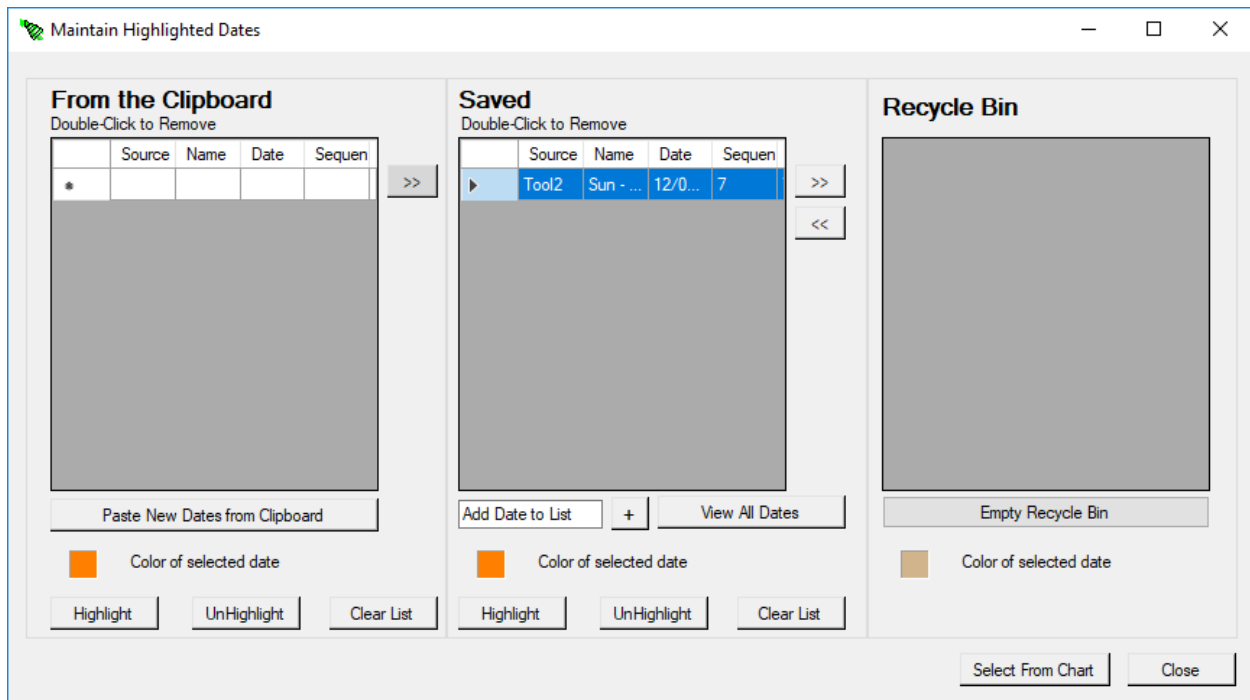 Maintain Highlighted Dates
From the Clipboard
Double-Click to Remove
Source Name Date Sequen
*
>>
Paste New Dates from Clipboard
Color of selected date
Highlight UnHighlight Clear List
Saved
Double-Click to Remove
Source Name Date Sequen
Tool2 Sun - ... 12/0... 7
>>
<<
Add Date to List + View All Dates
Color of selected date
Highlight UnHighlight Clear List
Recycle Bin
Empty Recycle Bin
Color of selected date
Select From Chart Close